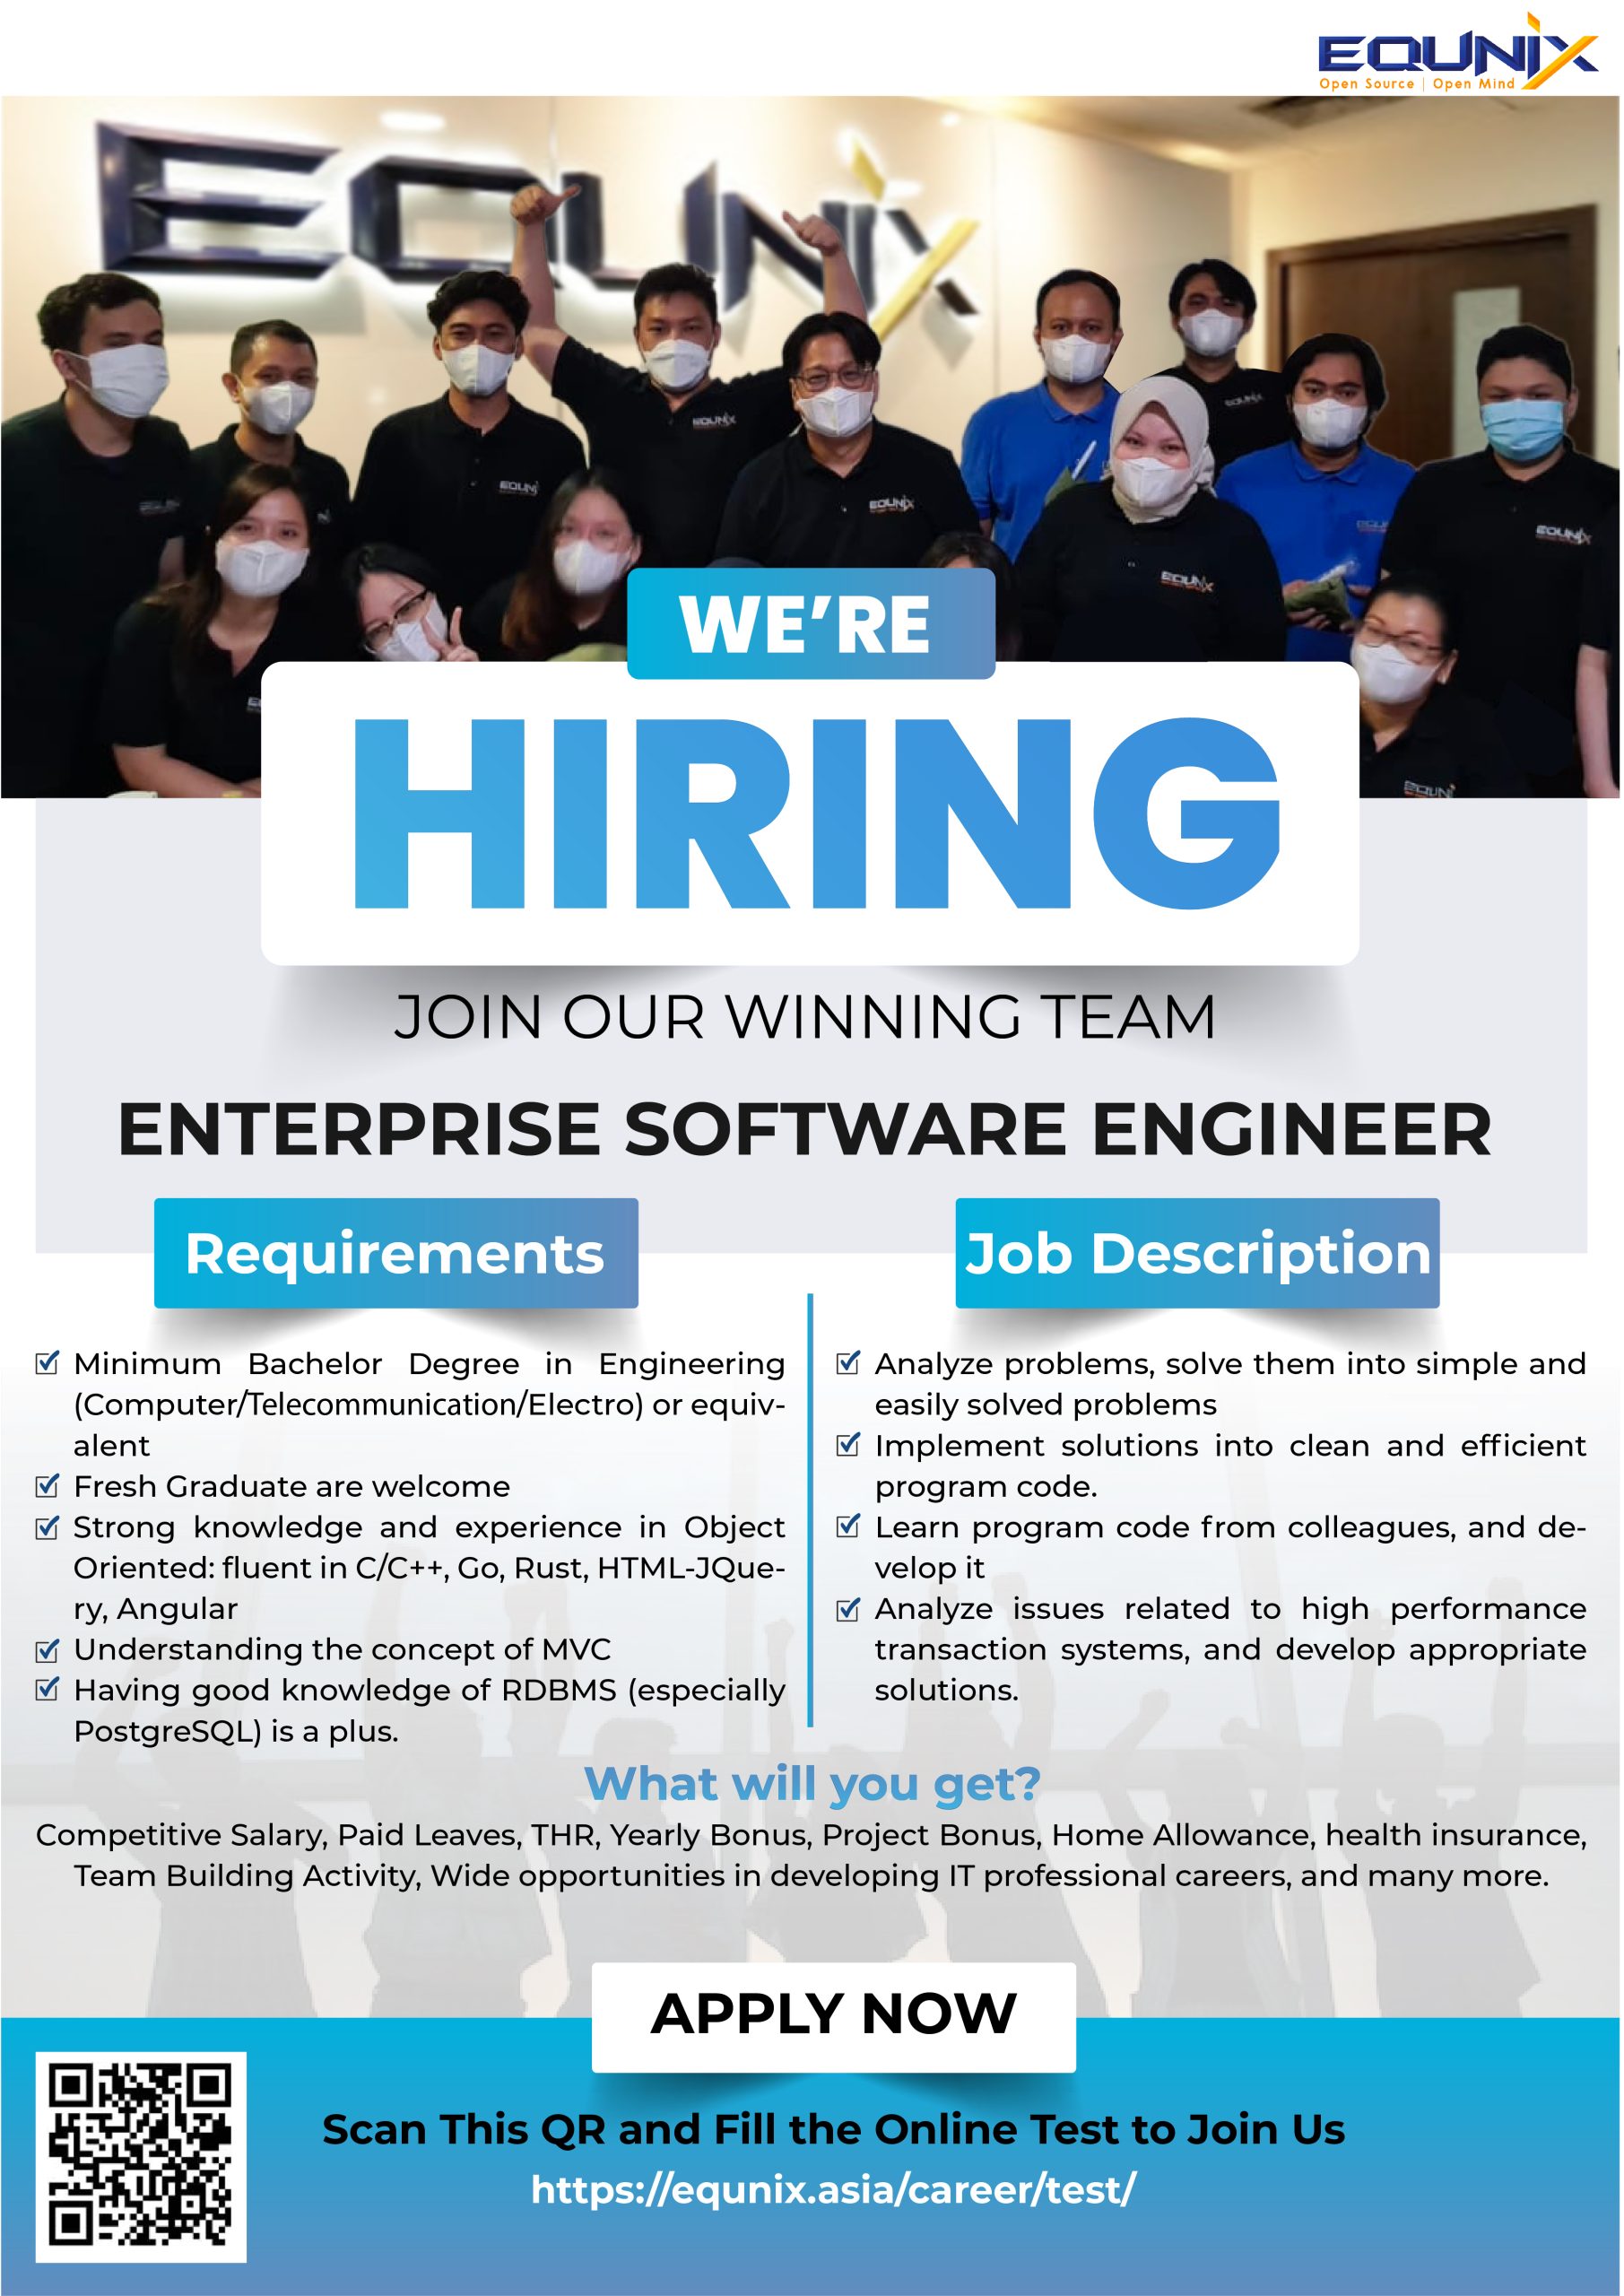 EQUNIX
Open Source | Open Mind
EQUNIX
EQUNIX
EQUNIX
EQUNIX
EQUNIX
EQUNIX
WE'RE
HIRING
JOIN OUR WINNING TEAM
ENTERPRISE SOFTWARE ENGINEER
Requirements
Minimum Bachelor Degree in Engineering
(Computer/Telecommunication/Electro) or equiv-
alent
Fresh Graduate are welcome
Strong knowledge and experience in Object
Oriented: fluent in C/C++, Go, Rust, HTML-JQue-
ry, Angular
Understanding the concept of MVC
Having good knowledge of RDBMS (especially
PostgreSQL) is a plus.
Job Description
Analyze problems, solve them into simple and
easily solved problems
Implement solutions into clean and efficient
program code.
Learn program code from colleagues, and de-
velop it
Analyze issues related to high performance
transaction systems, and develop appropriate
solutions.
What will you get?
Competitive Salary, Paid Leaves, THR, Yearly Bonus, Project Bonus, Home Allowance, health insurance,
Team Building Activity, Wide opportunities in developing IT professional careers, and many more.
APPLY NOW
Scan This QR and Fill the Online Test to Join Us
https://equnix.asia/career/test/